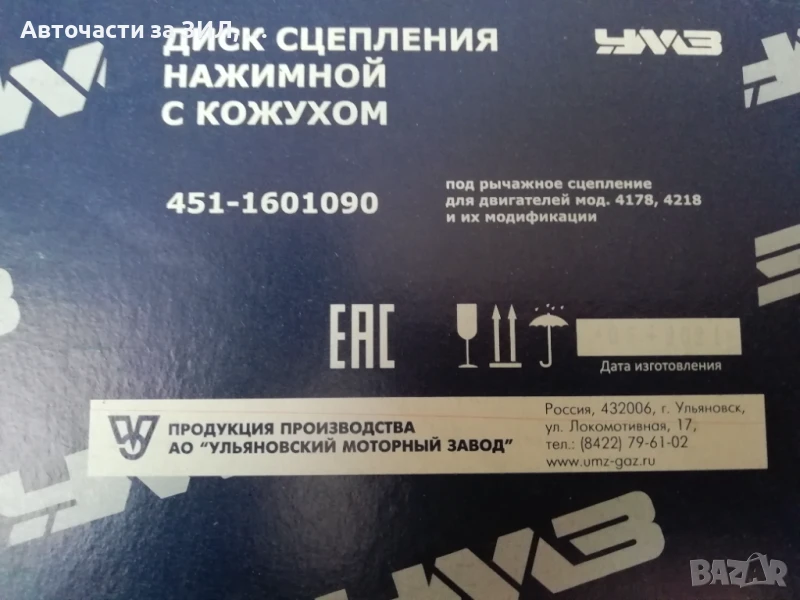 Авточасти за ЗИЛ,
ДИСК СЦЕПЛЕНИЯ
НАЖИМНОЙ
С КОЖУХОМ
УМЗ
451-1601090
под рычажное сцепление
для двигателей мод. 4178, 4218
и их модификации
EAC
Дата изготовления
ПРОДУКЦИЯ ПРОИЗВОДСТВА
АО “УЛЬЯНОВСКИЙ МОТОРНЫЙ ЗАВОД”
Россия, 432006, г. Ульяновск,
ул. Локомотивная, 17,
тел.: (8422) 79-61-02
www.umz-gaz.ru
УМЗ
BAZAR